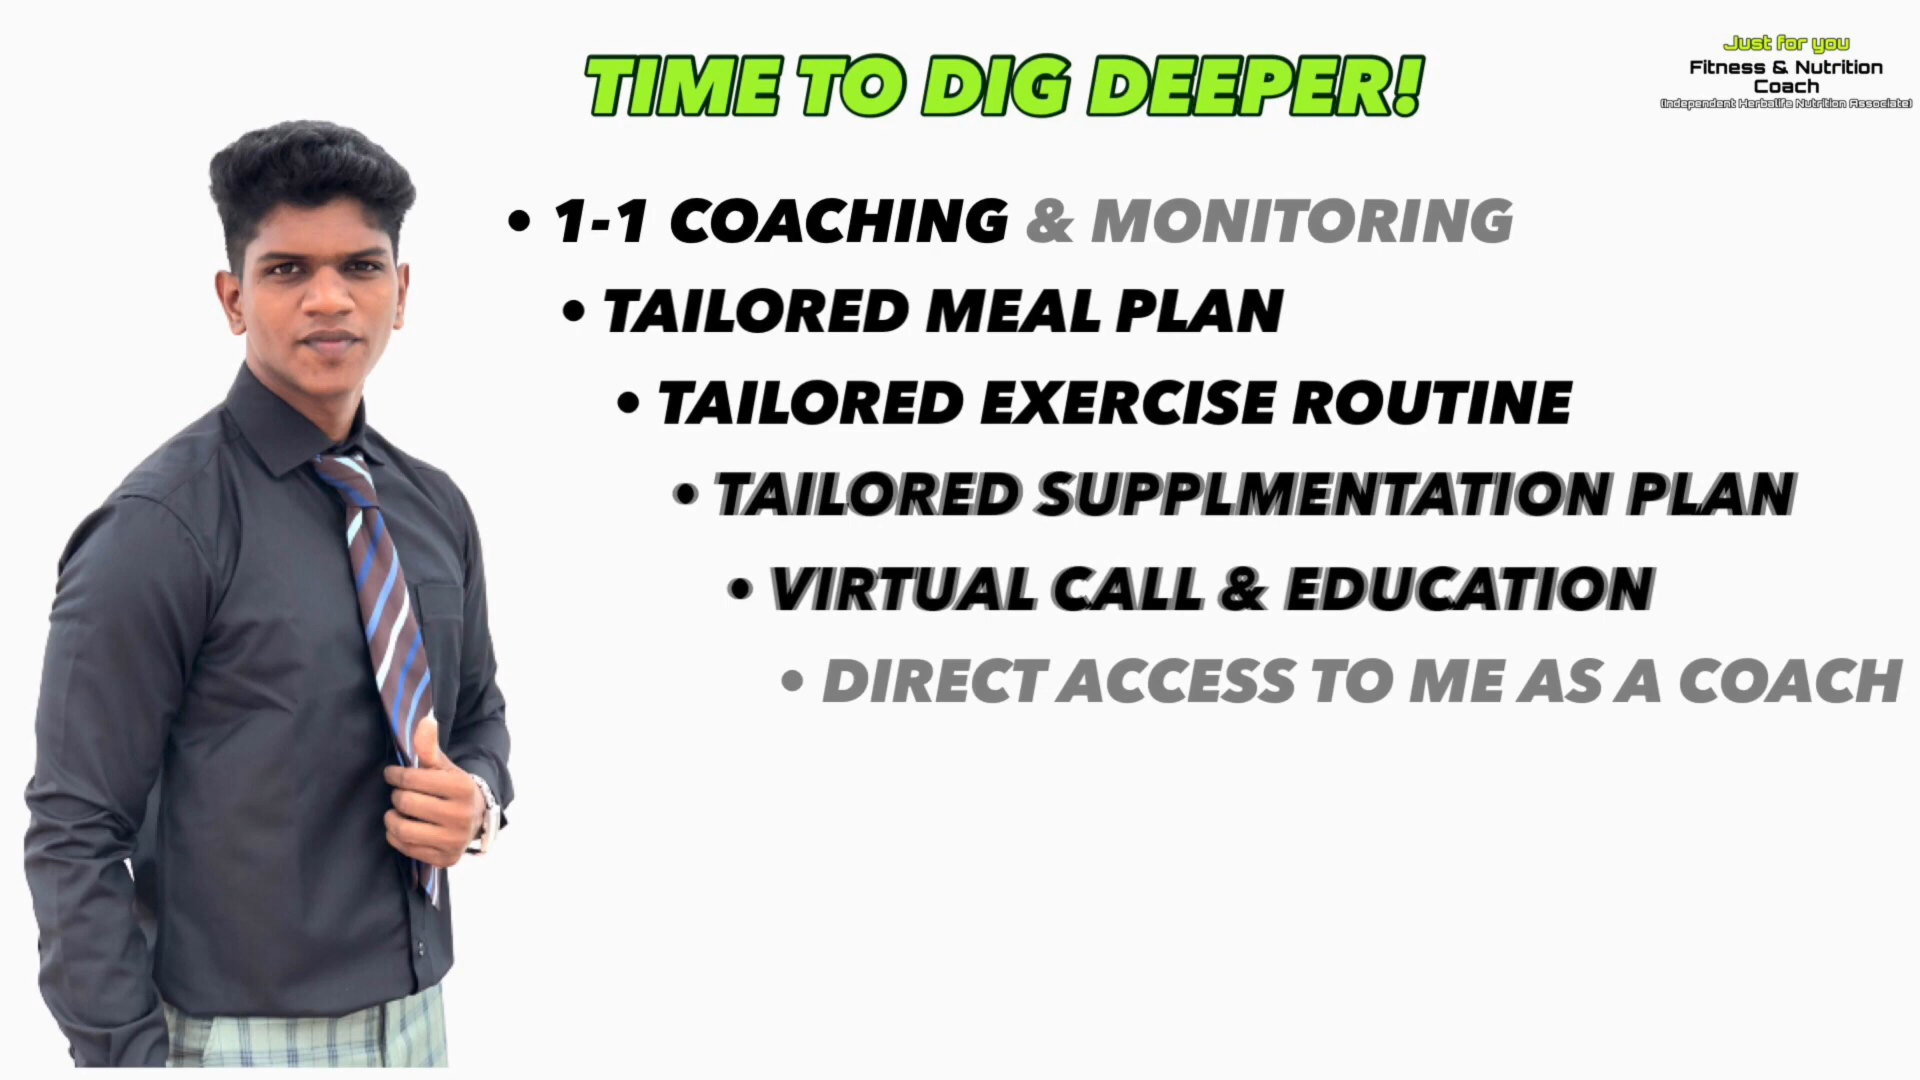 TIME TO DIG DEEPER!
Just for you
Fitness & Nutrition
Coach
(Independent Herbalife Nutrition Associate)
• 1-1 COACHING & MONITORING
• TAILORED MEAL PLAN
• TAILORED EXERCISE ROUTINE
• TAILORED SUPPLMENTATION PLAN
• VIRTUAL CALL & EDUCATION
• DIRECT ACCESS TO ME AS A COACH